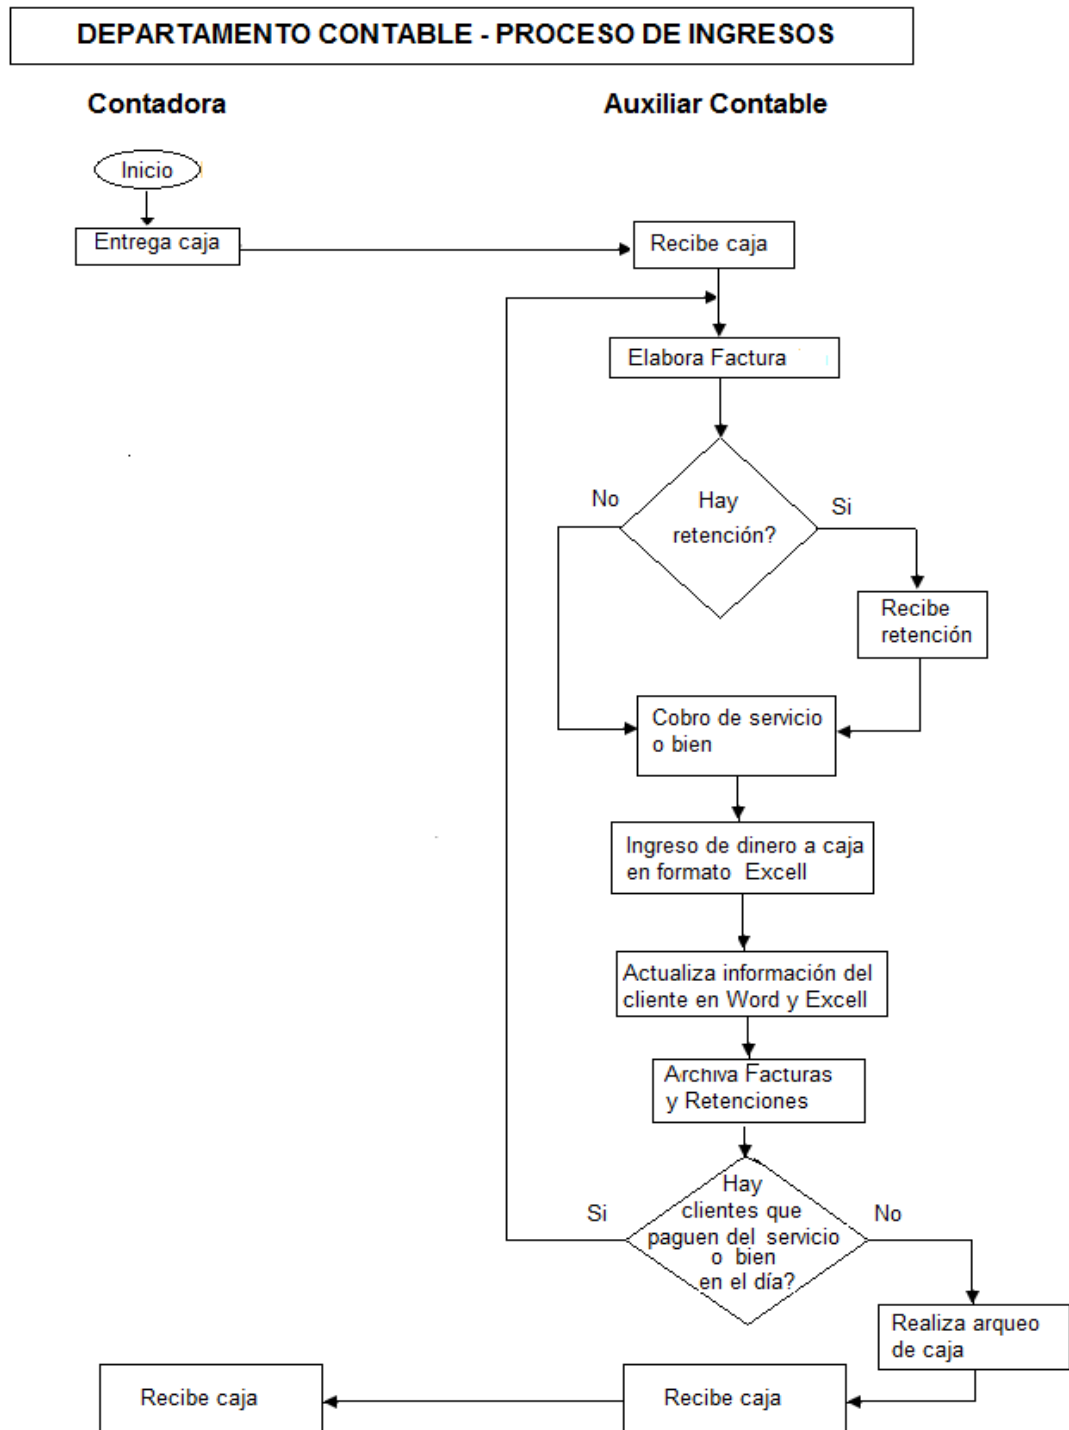 DEPARTAMENTO CONTABLE - PROCESO DE INGRESOS
Contadora
Auxiliar Contable
Inicio
Entrega caja
Recibe caja
Elabora Factura
No
Hay
retención?
Si
Recibe
retención
Cobro de servicio
o bien
Ingreso de dinero a caja
en formato Excell
Actualiza información del
cliente en Word y Excell
Archiva Facturas
y Retenciones
Si
Hay
clientes que
paguen del servicio
o bien
en el día?
No
Realiza arqueo
de caja
Recibe caja
Recibe caja